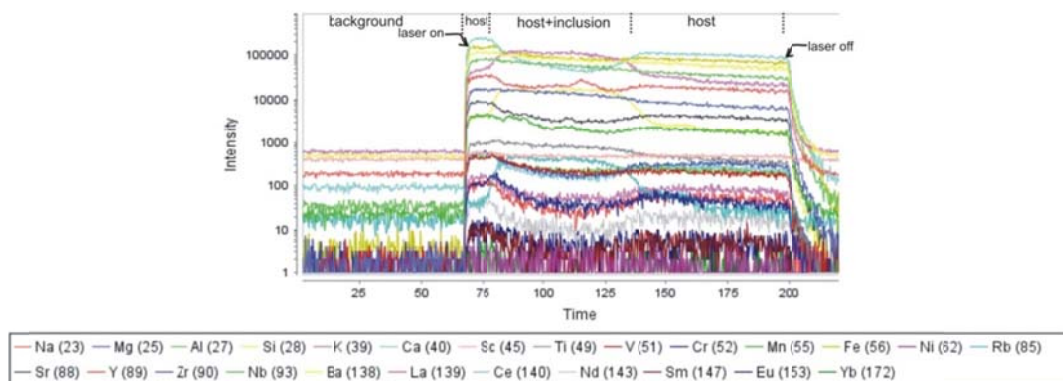 background host host+inclusion host
laser on
laser off
100000
10000
1000
100
10
1
Intensity
25 50 75 100 125 150 175 200
Time
Na (23) Mg (25) Al (27) Si (28) K (39) Ca (40) Sc (45) Ti (49) V (51) Cr (52) Mn (55) Fe (56) Ni (62) Rb (85)
Sr (88) Y (89) Zr (90) Nb (93) Ba (138) La (139) Ce (140) Nd (143) Sm (147) Eu (153) Yb (172)